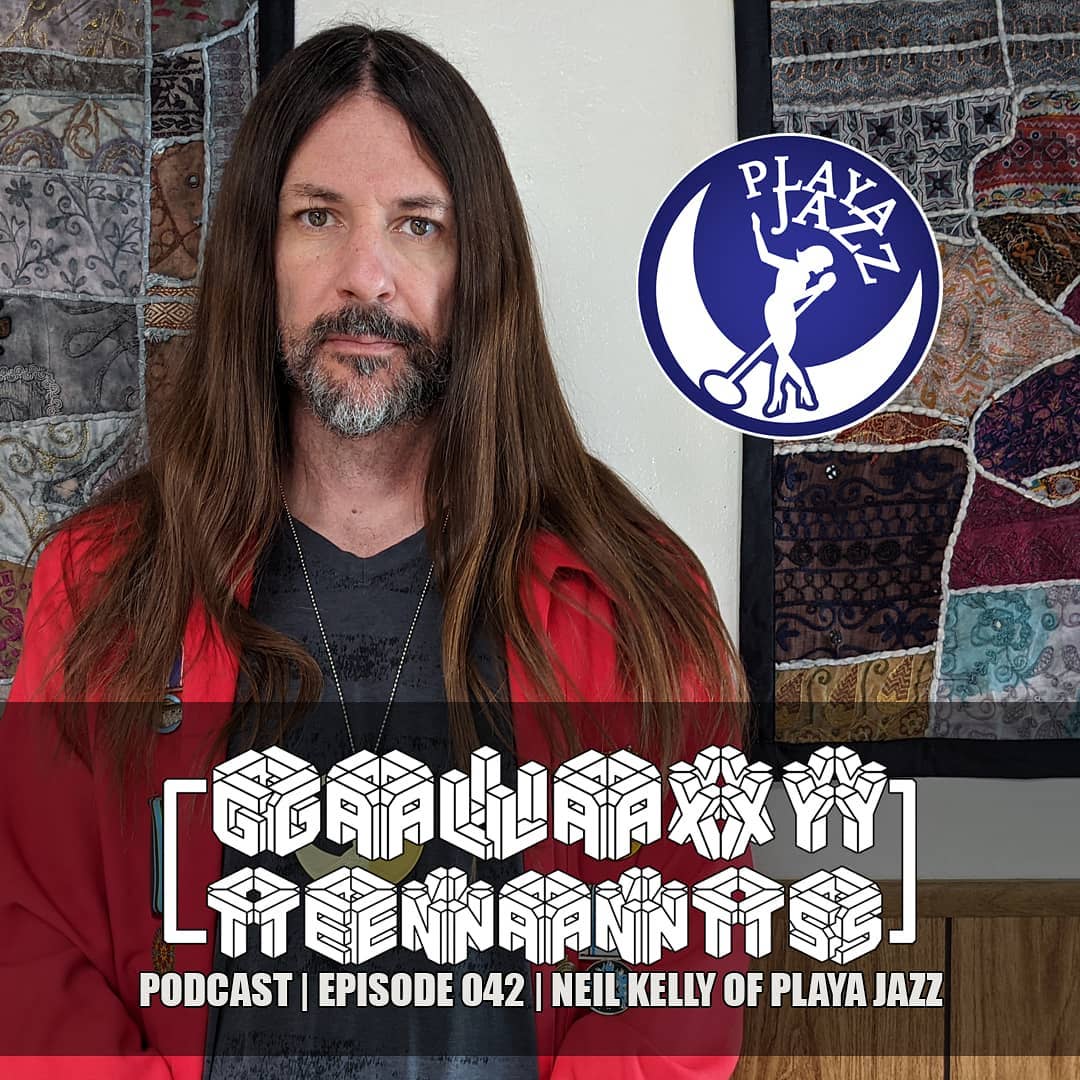 PLAYA
JAZZ
GALAXY
TENANTS
PODCAST | EPISODE 042 | NEIL KELLY OF PLAYA JAZZ